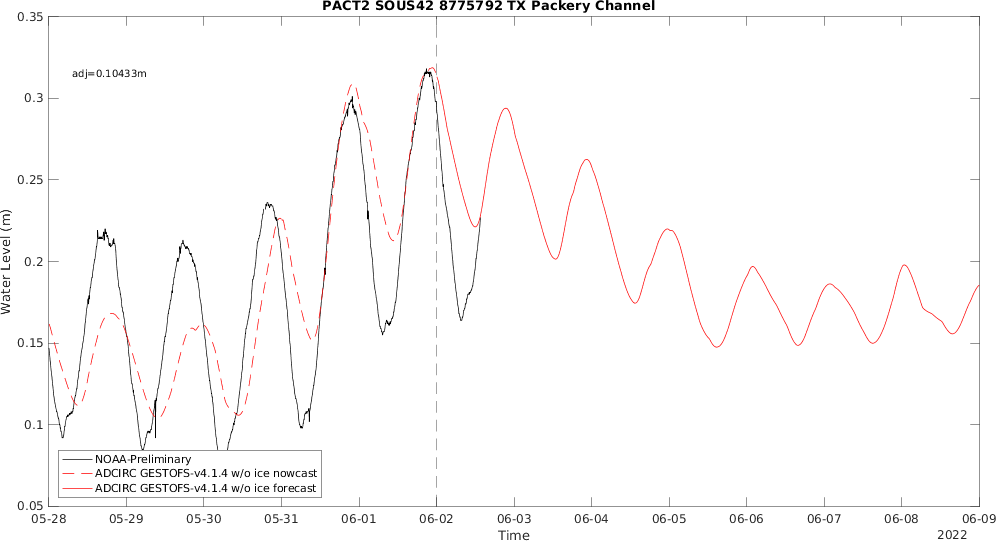 PACT2 SOUS42 8775792 TX Packery Channel
0.35
adj=0.10433m
0.3
0.25
0.2
Water Level (m)
0.15
0.1
NOAA-Preliminary
ADCIRC GESTOFS-v4.1.4 w/o ice nowcast
ADCIRC GESTOFS-v4.1.4 w/o ice forecast
0.05
05-28 05-29 05-30 05-31 06-01 06-02 06-03 06-04 06-05 06-06 06-07 06-08 06-09
Time
2022